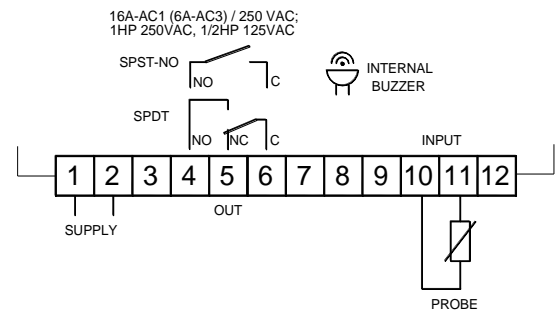 16A-AC1 (6A-AC3) / 250 VAC;
1HP 250VAC, 1/2HP 125VAC
SPST-NO
NO
C
INTERNAL
BUZZER
SPDT
NO
NC
C
INPUT
1 2 3 4 5 6 7 8 9 10 11 12
SUPPLY
OUT
PROBE